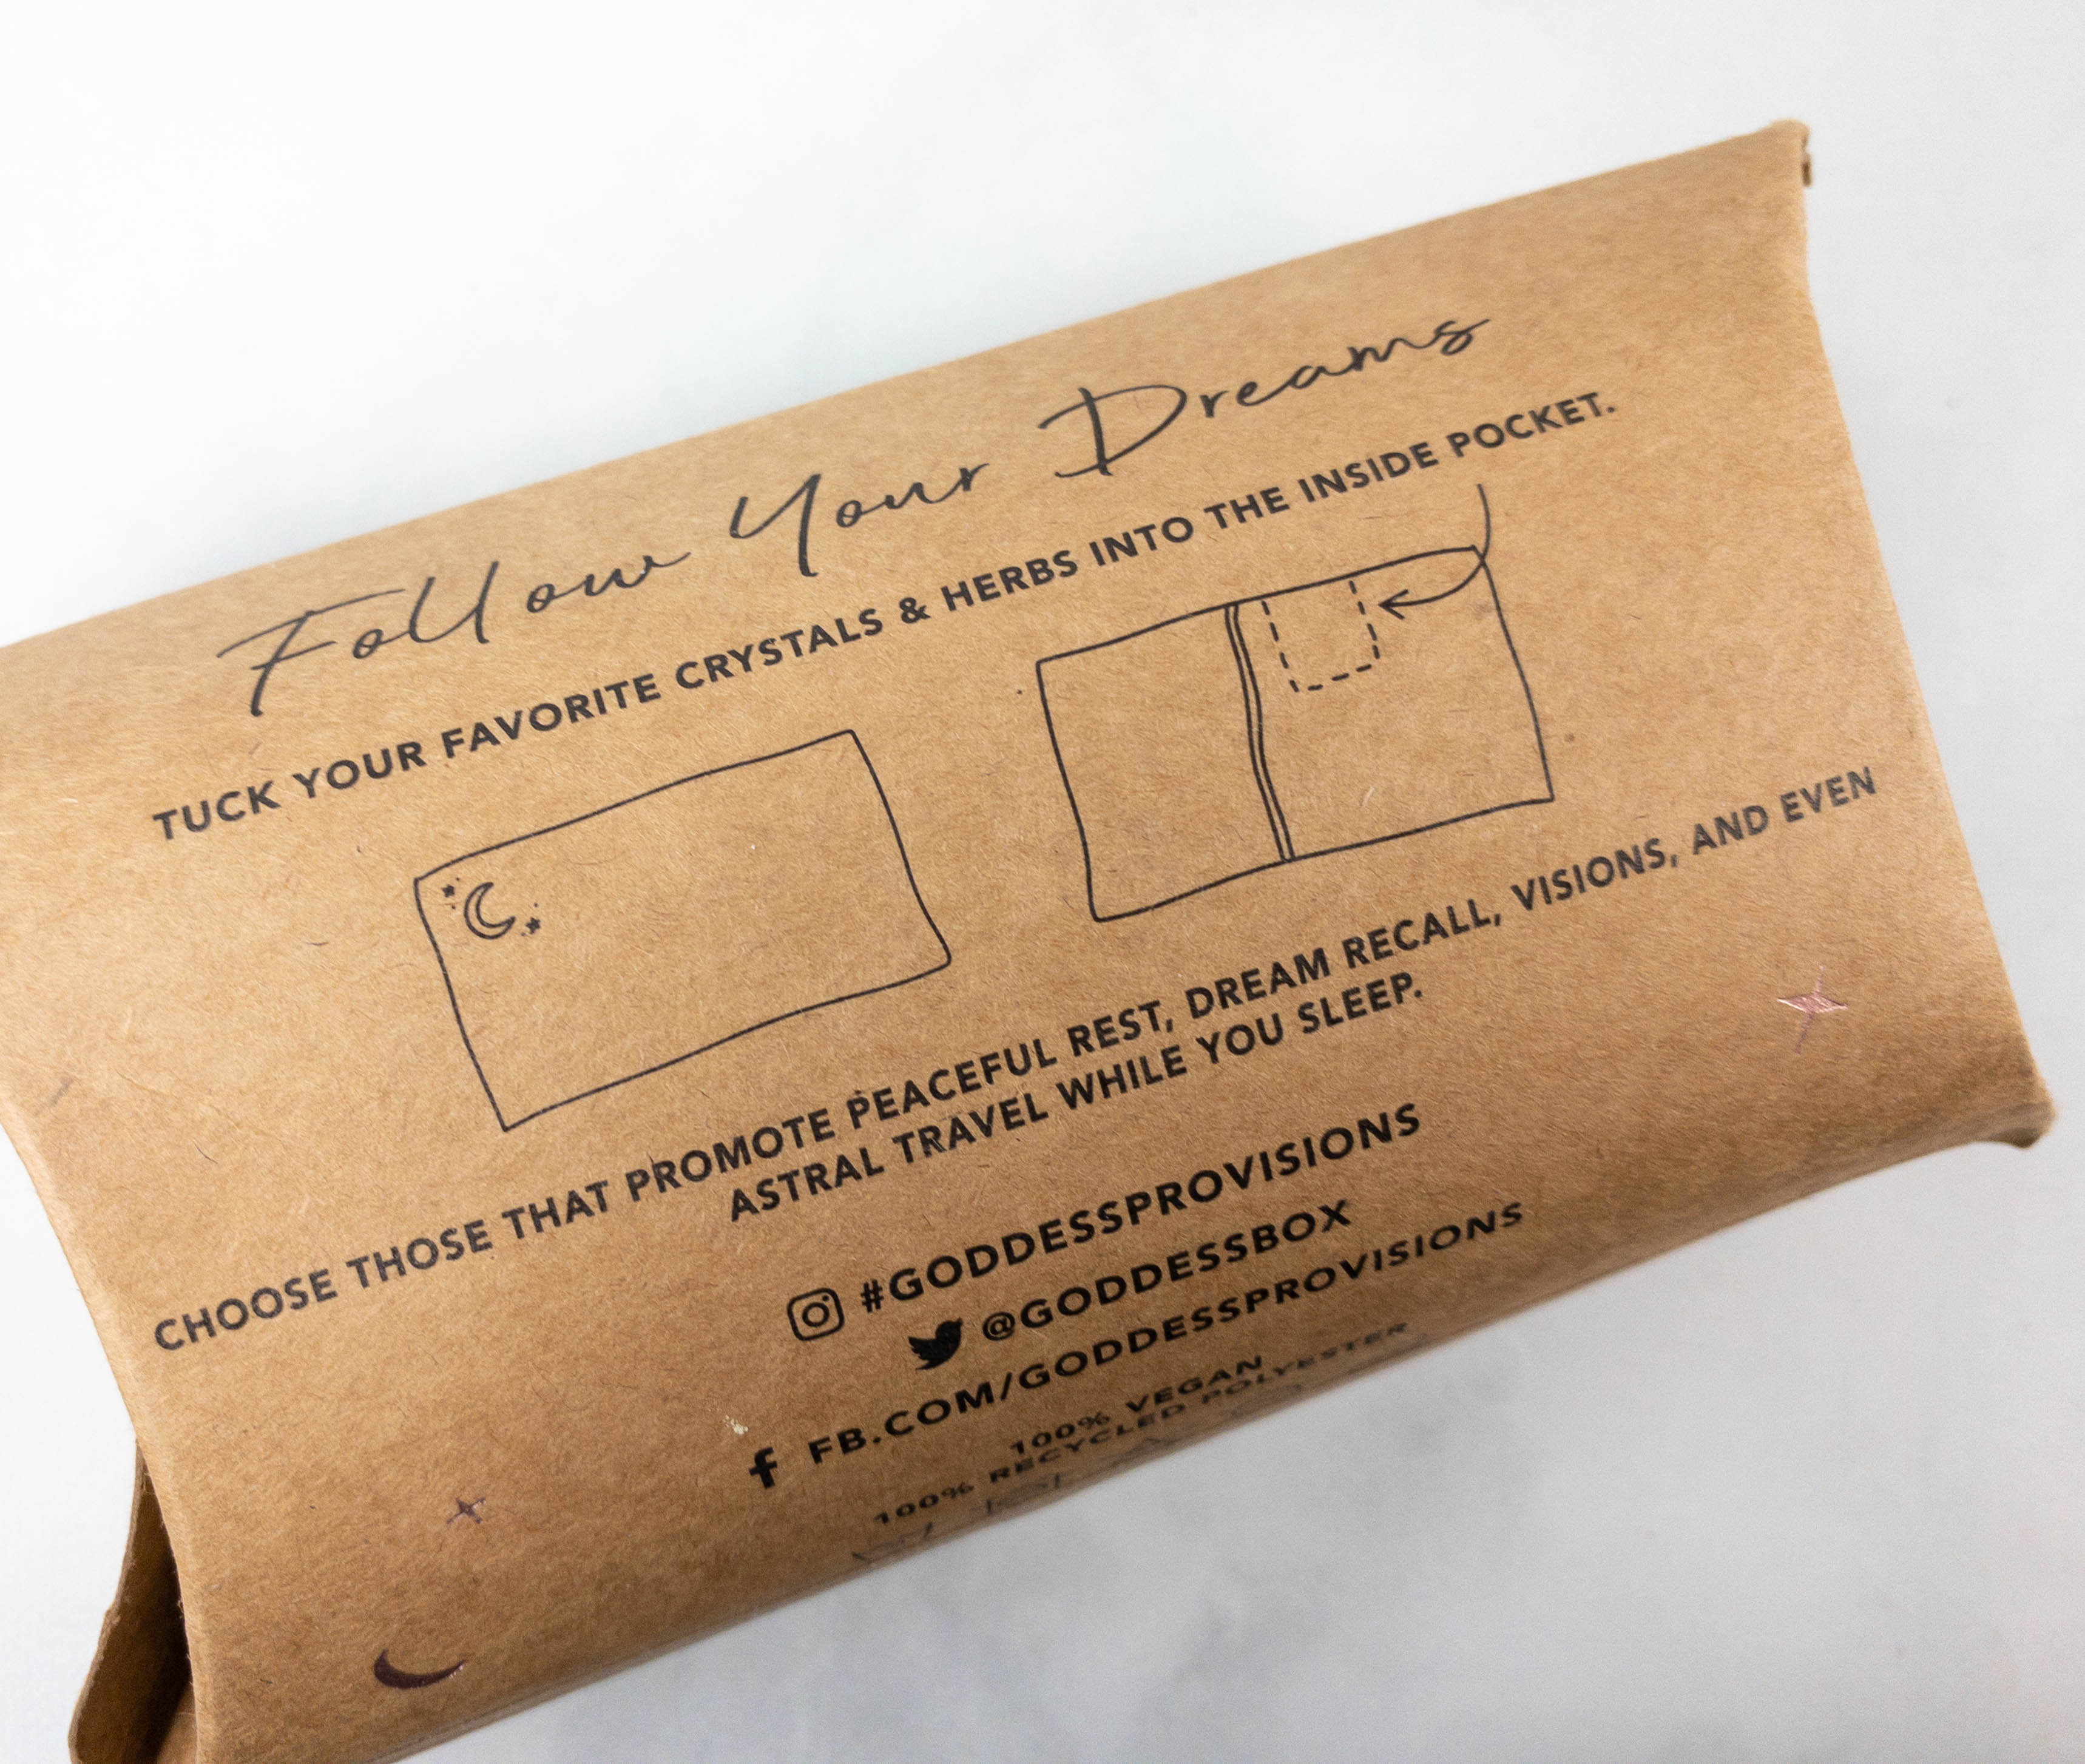 Follow Your Dreams
TUCK YOUR FAVORITE CRYSTALS & HERBS INTO THE INSIDE POCKET.
CHOOSE THOSE THAT PROMOTE PEACEFUL REST, DREAM RECALL, VISIONS, AND EVEN
ASTRAL TRAVEL WHILE YOU SLEEP.
#GODDESSPROVISIONS
@GODDESSBOX
FB.COM/GODDESSPROVISIONS
100% VEGAN
100% RECYCLED POLYESTER